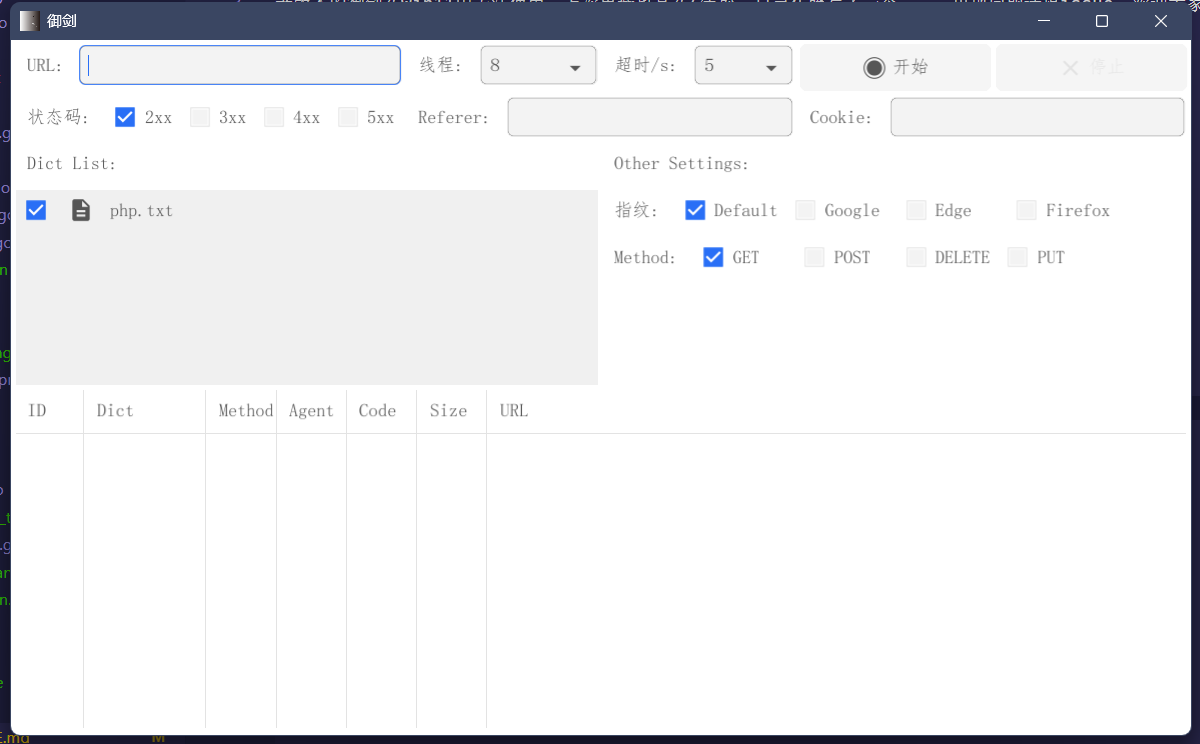 御剑
URL: 线程: 8 超时/s: 5 开始 停止
状态码: 2xx 3xx 4xx 5xx Referer: Cookie:
Dict List: Other Settings:
php.txt 指纹: Default Google Edge Firefox
Method: GET POST DELETE PUT
ID Dict Method Agent Code Size URL